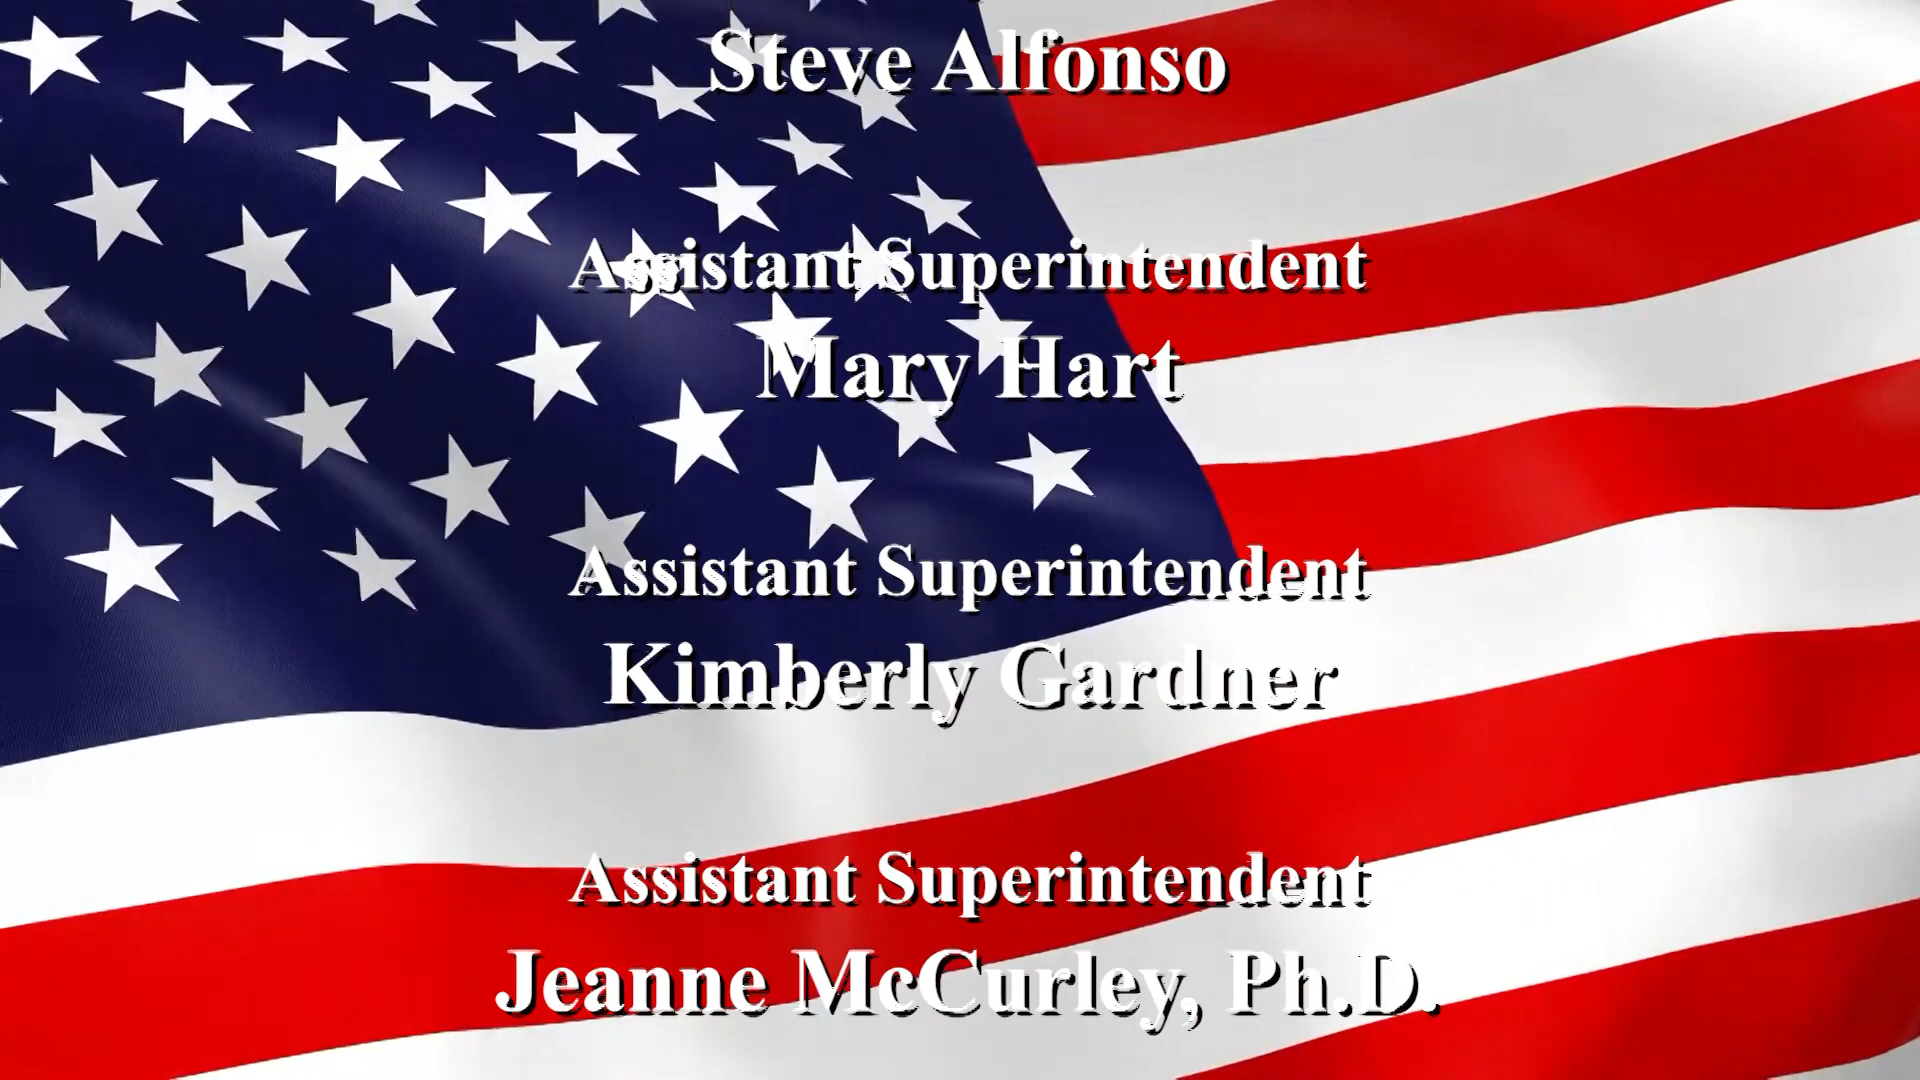 Steve Alfonso
Assistant Superintendent
Mary Hart
Assistant Superintendent
Kimberly Gardner
Assistant Superintendent
Jeanne McCurley, Ph.D.